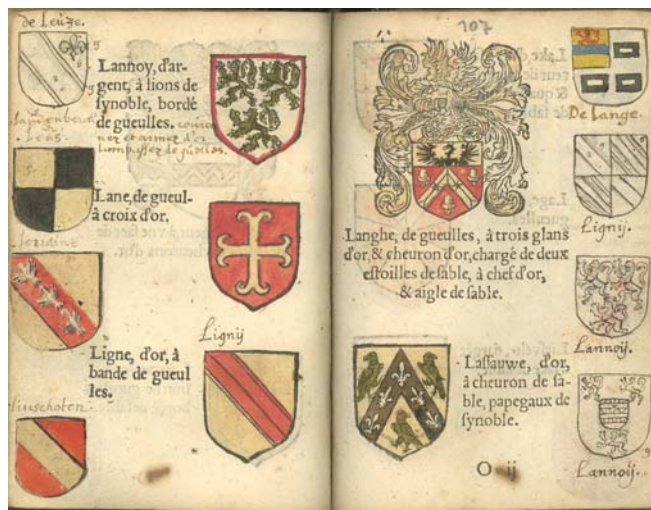 de Leuze.
Lannoy, d'ar-
gent, à lions de
synoble, bordé
de gueulles.
Lane, de gueul-
à croix d'or.
Ligne, d'or, à
bande de gueul
les.
Ligny
107
Langhe, de gueulles, à trois glans
d'or, & cheuron d'or, chargé de deux
estoilles de sable, à chef d'or,
& aigle de sable.
Lassauwe, d'or,
à cheuron de sa-
ble, papegaux de
synoble.
O ij
De Lange.
Lignij.
Lannoij.
Lannoij.